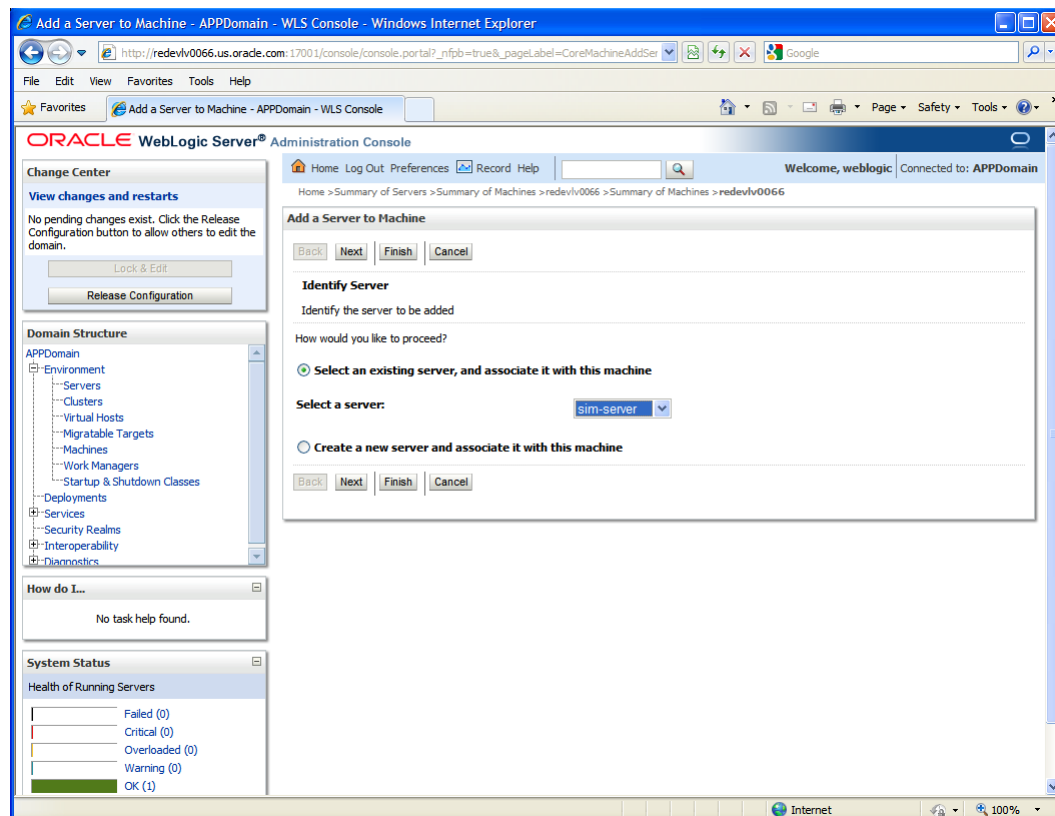 Add a Server to Machine - APPDomain - WLS Console - Windows Internet Explorer
http://redevlv0066.us.oracle.com:17001/console/console.portal?_nfpb=true&_pageLabel=CoreMachineAddSer
Google
File Edit View Favorites Tools Help
Favorites
Add a Server to Machine - APPDomain - WLS Console
Page Safety Tools
ORACLE WebLogic Server® Administration Console
Change Center
View changes and restarts
No pending changes exist. Click the Release
Configuration button to allow others to edit the
domain.
Lock & Edit
Release Configuration
Domain Structure
APPDomain
Environment
Servers
Clusters
Virtual Hosts
Migratable Targets
Machines
Work Managers
Startup & Shutdown Classes
Deployments
Services
Security Realms
Interoperability
Diagnostics
How do I...
No task help found.
System Status
Health of Running Servers
Failed (0)
Critical (0)
Overloaded (0)
Warning (0)
OK (1)
Home Log Out Preferences Record Help
Welcome, weblogic Connected to: APPDomain
Home >Summary of Servers >Summary of Machines >redevlv0066 >Summary of Machines >redevlv0066
Add a Server to Machine
Back Next Finish Cancel
Identify Server
Identify the server to be added
How would you like to proceed?
Select an existing server, and associate it with this machine
Select a server: sim-server
Create a new server and associate it with this machine
Back Next Finish Cancel
Internet 100%